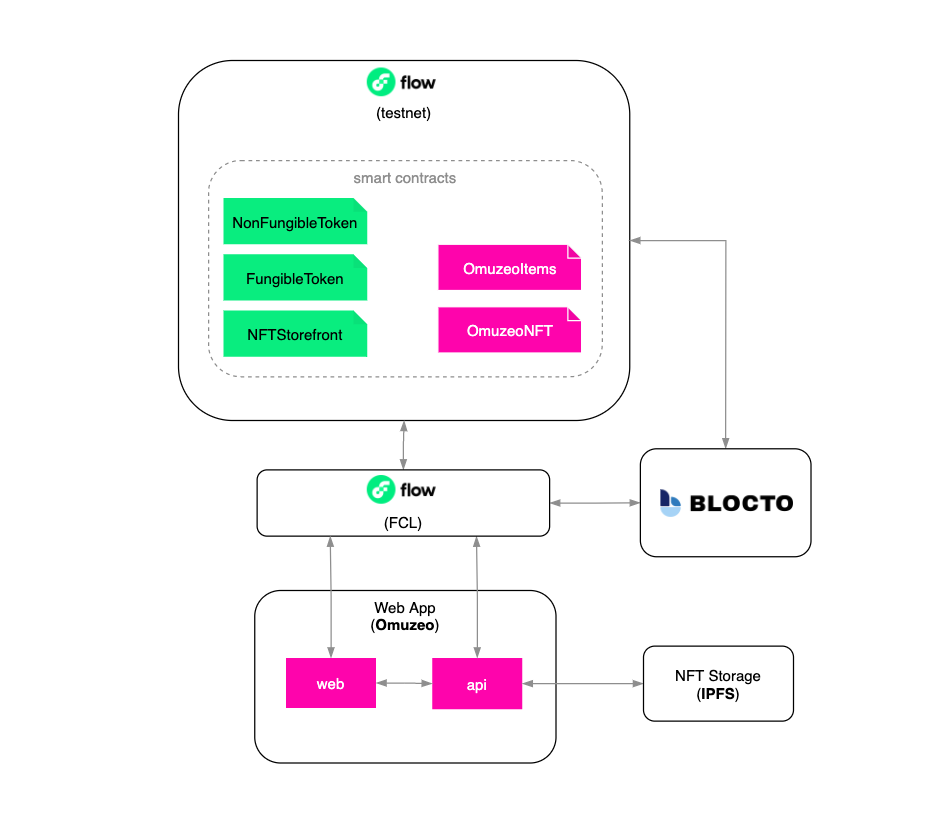 flow
(testnet)
smart contracts
NonFungibleToken
FungibleToken
NFTStorefront
OmuzeoItems
OmuzeoNFT
flow
(FCL)
BLOCTO
Web App
(Omuzeo)
web
api
NFT Storage
(IPFS)